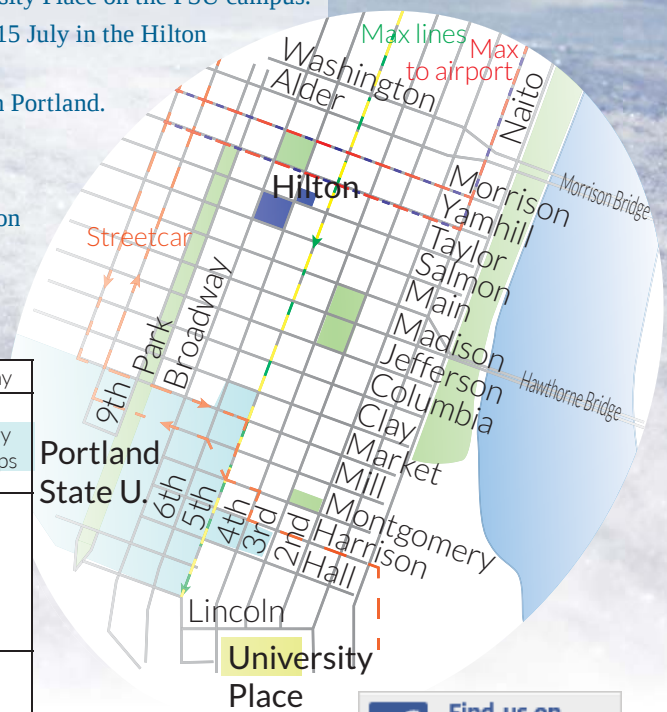 sity Place on the PSU campus.
15 July in the Hilton
n Portland.
on
Max lines
Max
to airport
Washington
Alder
Naito
Hilton
Morrison
Morrison Bridge
Yamhill
Taylor
Salmon
Main
Madison
Hawthorne Bridge
Jefferson
Columbia
Clay
Market
Mill
Montgomery
Harrison
Hall
Streetcar
Broadway
Park
9th
ay
y
ps
Portland
State U.
6th
5th
4th
3rd
2nd
Lincoln
University
Place
Find us on